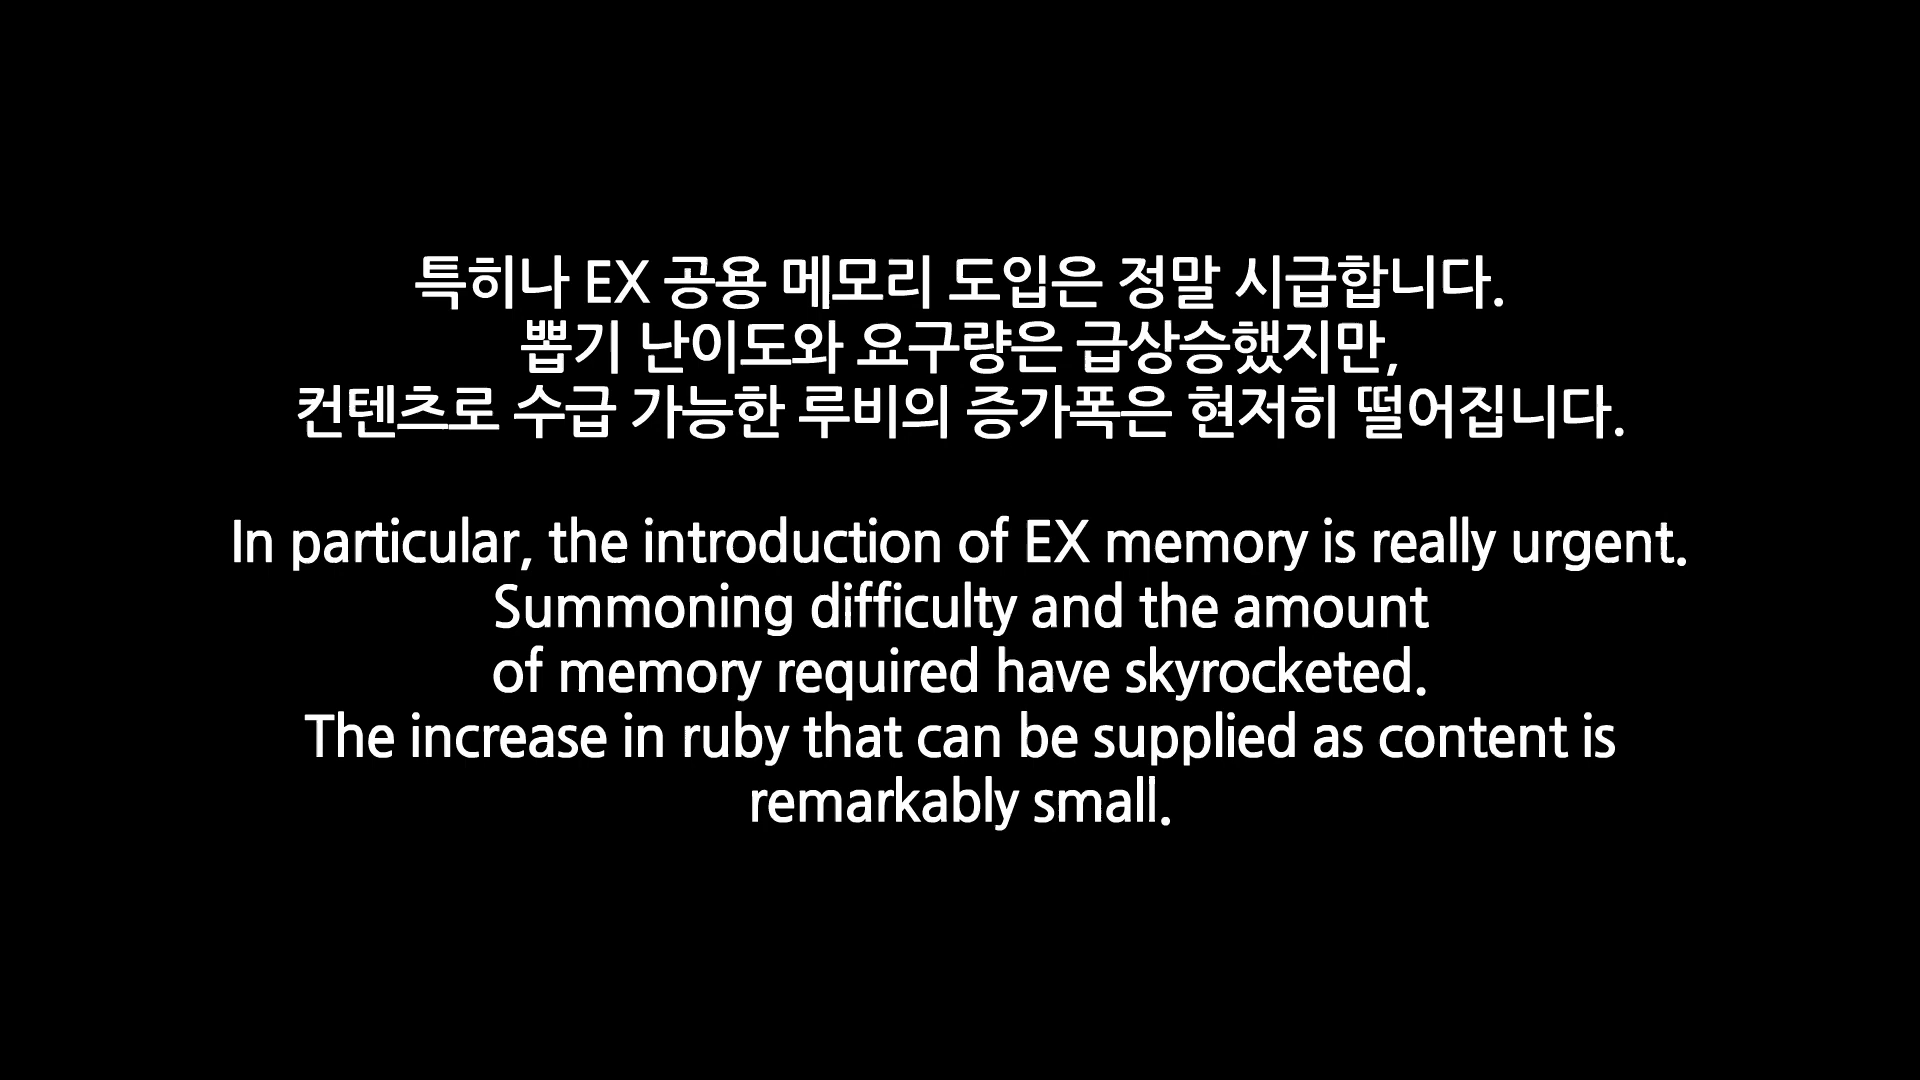 특히나 EX 공용 메모리 도입은 정말 시급합니다.
뽑기 난이도와 요구량은 급상승했지만,
컨텐츠로 수급 가능한 루비의 증가폭은 현저히 떨어집니다.
In particular, the introduction of EX memory is really urgent.
Summoning difficulty and the amount
of memory required have skyrocketed.
The increase in ruby that can be supplied as content is
remarkably small.